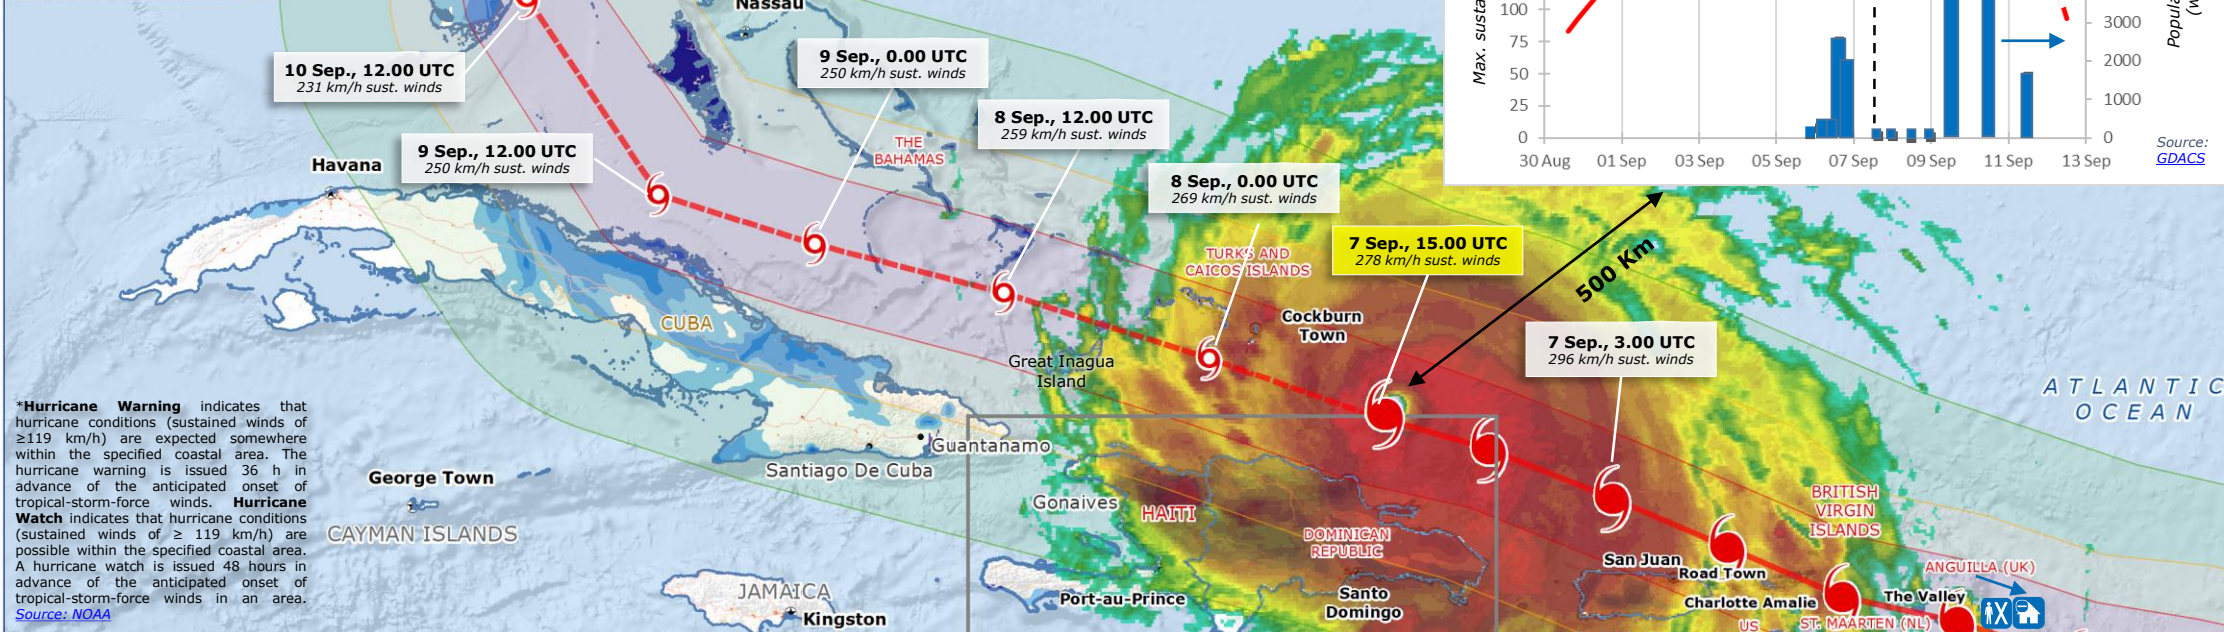 Nassau
10 Sep., 12.00 UTC
231 km/h sust. winds
9 Sep., 0.00 UTC
250 km/h sust. winds
8 Sep., 12.00 UTC
259 km/h sust. winds
9 Sep., 12.00 UTC
250 km/h sust. winds
8 Sep., 0.00 UTC
269 km/h sust. winds
7 Sep., 15.00 UTC
278 km/h sust. winds
7 Sep., 3.00 UTC
296 km/h sust. winds
500 Km
Max. susta
100
75
50
25
0
30 Aug
01 Sep
03 Sep
05 Sep
07 Sep
09 Sep
11 Sep
13 Sep
3000
2000
1000
0
Popula
(w
Source:
GDACS
Havana
THE
BAHAMAS
TURKS AND
CAICOS ISLANDS
Cockburn
Town
CUBA
Great Inagua
Island
Guantanamo
Santiago De Cuba
George Town
CAYMAN ISLANDS
Gonaives
HAITI
DOMINICAN
REPUBLIC
JAMAICA
Kingston
Port-au-Prince
Santo
Domingo
San Juan
Road Town
Charlotte Amalie
US
BRITISH
VIRGIN
ISLANDS
The Valley
ANGUILLA (UK)
ST. MAARTEN (NL)
ATLANTIC
OCEAN
*Hurricane Warning indicates that
hurricane conditions (sustained winds of
≥119 km/h) are expected somewhere
within the specified coastal area. The
hurricane warning is issued 36 h in
advance of the anticipated onset of
tropical-storm-force winds. Hurricane
Watch indicates that hurricane conditions
(sustained winds of ≥ 119 km/h) are
possible within the specified coastal area.
A hurricane watch is issued 48 hours in
advance of the anticipated onset of
tropical-storm-force winds in an area.
Source: NOAA